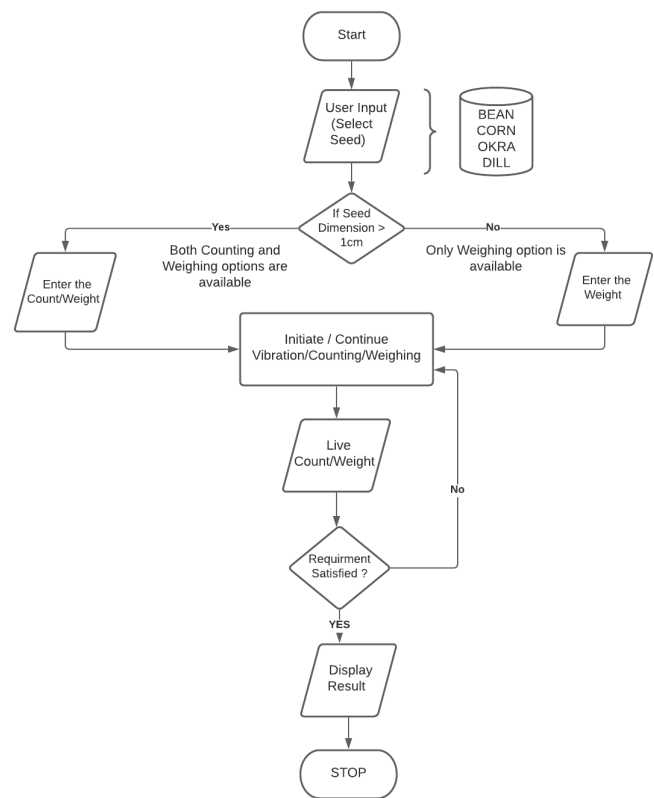 Start
User Input
(Select
Seed)
BEAN
CORN
OKRA
DILL
If Seed
Dimension >
1cm
Yes
No
Both Counting and
Weighing options are
available
Only Weighing option is
available
Enter the
Count/Weight
Enter the
Weight
Initiate / Continue
Vibration/Counting/Weighing
Live
Count/Weight
No
Requirment
Satisfied ?
YES
Display
Result
STOP